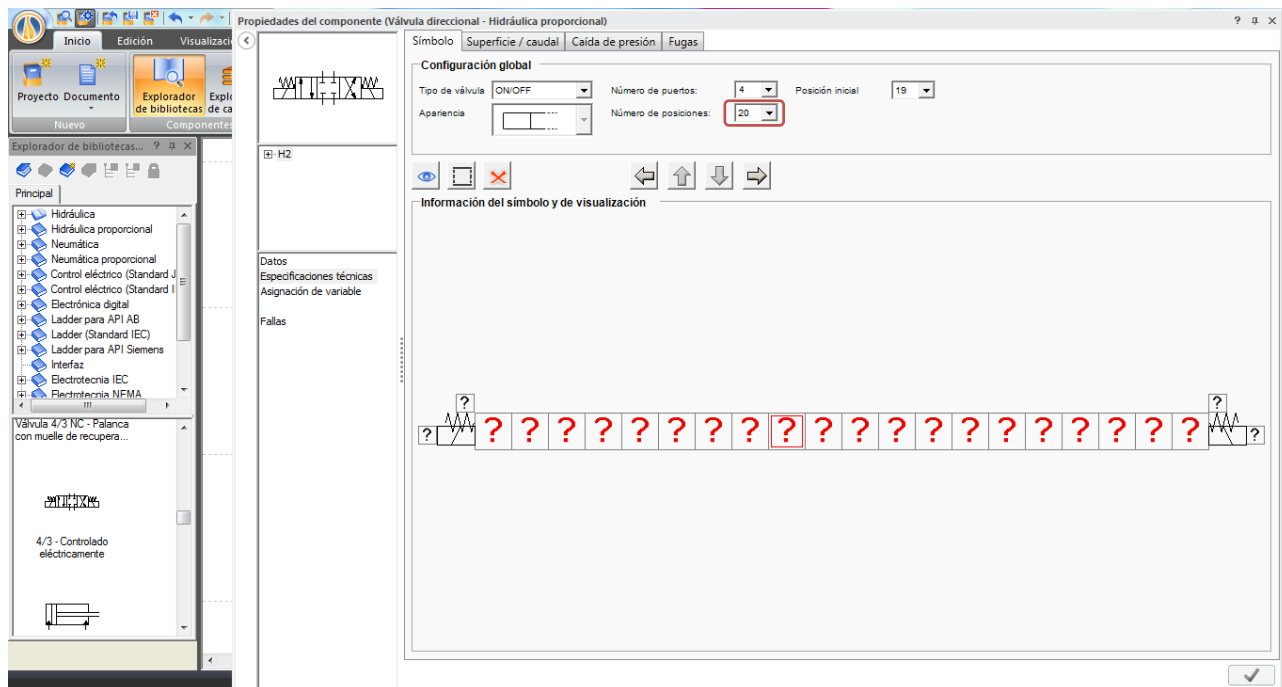 Propiedades del componente (Válvula direccional - Hidráulica proporcional)
Inicio
Edición
Visualizaci
Proyecto
Documento
Explorador
de bibliotecas
Explo
de ca
Nuevo
Componentes
Explorador de bibliotecas...
Principal
Hidráulica
Hidráulica proporcional
Neumática
Neumática proporcional
Control eléctrico (Standard J
Control eléctrico (Standard I
Electrónica digital
Ladder para API AB
Ladder (Standard IEC)
Ladder para API Siemens
Interfaz
Electrotecnia IEC
Electrotecnia NEMA
Válvula 4/3 NC - Palanca
con muelle de recupera...
4/3 - Controlado
eléctricamente
H2
Datos
Especificaciones técnicas
Asignación de variable
Fallas
Símbolo
Superficie / caudal
Caída de presión
Fugas
Configuración global
Tipo de válvula
ON/OFF
Número de puertos:
4
Posición inicial
19
Apariencia
Número de posiciones:
20
Información del símbolo y de visualización
? ?
? ? ? ? ? ? ? ? ? ? ? ? ? ? ? ? ? ? ? ? ? ?